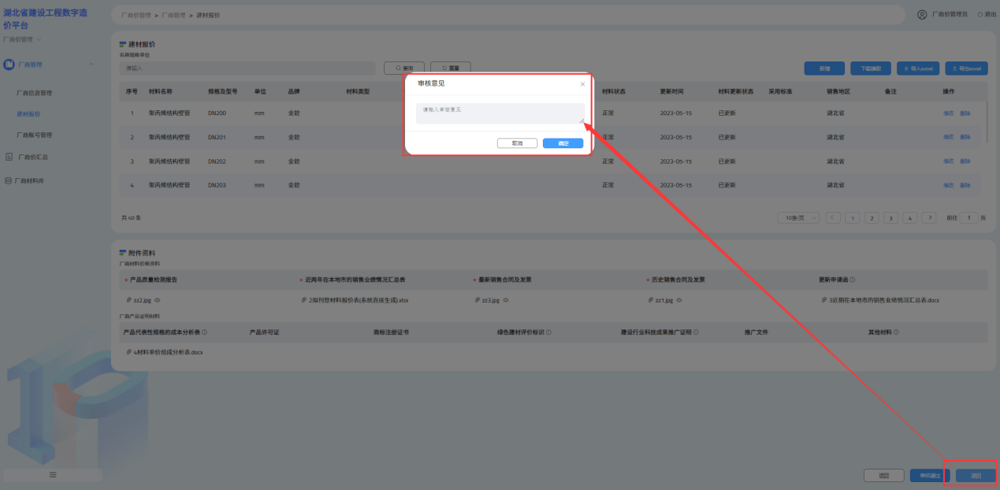 湖北省建设工程数字造
价平台
厂商价管理
厂商价管理 > 厂商管理 > 建材报价
厂商价管理员 退出
厂商管理
厂商信息管理
建材报价
厂商账号管理
厂商价汇总
厂商材料库
建材报价
名称规格单位
请输入 查询 重置 新增 导入excel 导出excel
序号 材料名称 规格及型号 单位 品牌 材料类型 材料状态 更新时间 材料更新状态 采用标准 销售地区 备注 操作
1 聚丙烯结构壁管 DN200 mm 正常 2023-05-15 已更新 湖北省 修改 删除
2 聚丙烯结构壁管 DN201 mm 正常 2023-05-15 已更新 湖北省 修改 删除
3 聚丙烯结构壁管 DN202 mm 正常 2023-05-15 已更新 湖北省 修改 删除
4 聚丙烯结构壁管 DN203 mm 正常 2023-05-15 已更新 湖北省 修改 删除
共 40 条 10条/页 1 2 3 4 前往 1 页
审核意见
请输入审核意见
取消 确定
附件资料
厂商材料价格资料
* 产品质量检测报告 * 近两年在本地市的销售业绩情况汇总表 * 最新销售合同及发票 * 历史销售合同及发票 更新申请函
zz2.jpg 2拟刊登材料报价表(系统直接生成).xlsx zz3.jpg zz1.jpg 3近期在本地市的销售业绩情况汇总表.docx
厂商产品证明材料
产品代表性规格的成本分析表 产品许可证 商标注册证书 绿色建材评价标识 建设行业科技成果推广证明 推广文件 其他材料
4材料单价组成分析表.docx
退回 审核通过 退回